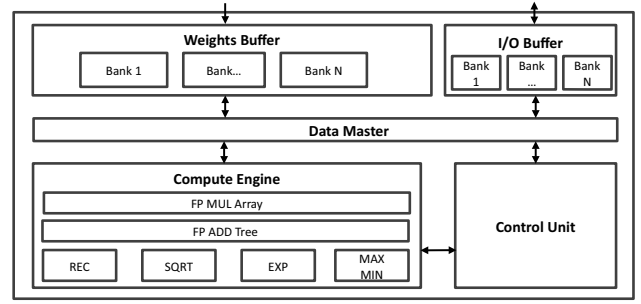 Weights Buffer
Bank 1
Bank...
Bank N
I/O Buffer
Bank
1
Bank
...
Bank
N
Data Master
Compute Engine
FP MUL Array
FP ADD Tree
REC
SQRT
EXP
MAX
MIN
Control Unit